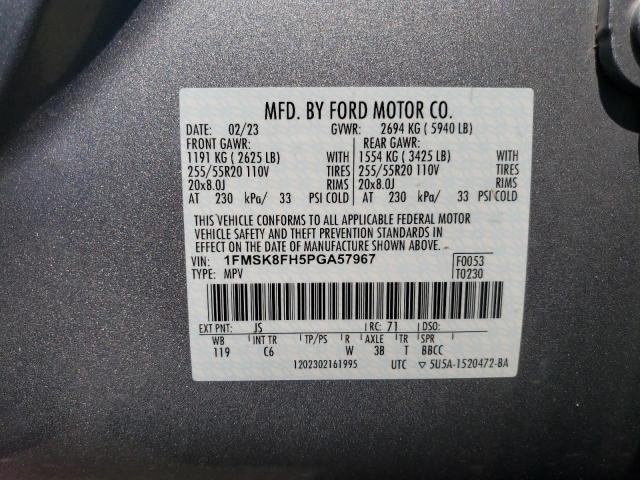 MFD. BY FORD MOTOR CO.
DATE: 02/23 GVWR: 2694 KG ( 5940 LB)
FRONT GAWR: REAR GAWR:
1191 KG ( 2625 LB) WITH 1554 KG ( 3425 LB) WITH
255/55R20 110V TIRES 255/55R20 110V TIRES
20x8.0J RIMS 20x8.0J RIMS
AT 230 kPa/ 33 PSI COLD AT 230 kPa/ 33 PSI COLD
THIS VEHICLE CONFORMS TO ALL APPLICABLE FEDERAL MOTOR
VEHICLE SAFETY AND THEFT PREVENTION STANDARDS IN
EFFECT ON THE DATE OF MANUFACTURE SHOWN ABOVE.
VIN: 1FMSK8FH5PGA57967 F0053
TYPE: MPV T0230
EXT PNT: JS RC: 71 DSO:
WB INT TR TP/PS R AXLE TR SPR
119 C6 W 3B T BBCC
1202302161995 UTC ▽ 5U5A-1520472-BA